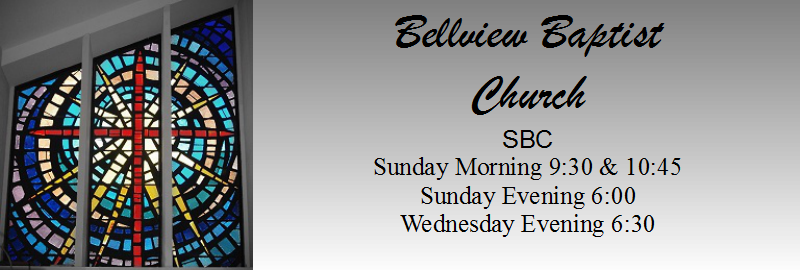 Bellview Baptist
Church
SBC
Sunday Morning 9:30 & 10:45
Sunday Evening 6:00
Wednesday Evening 6:30